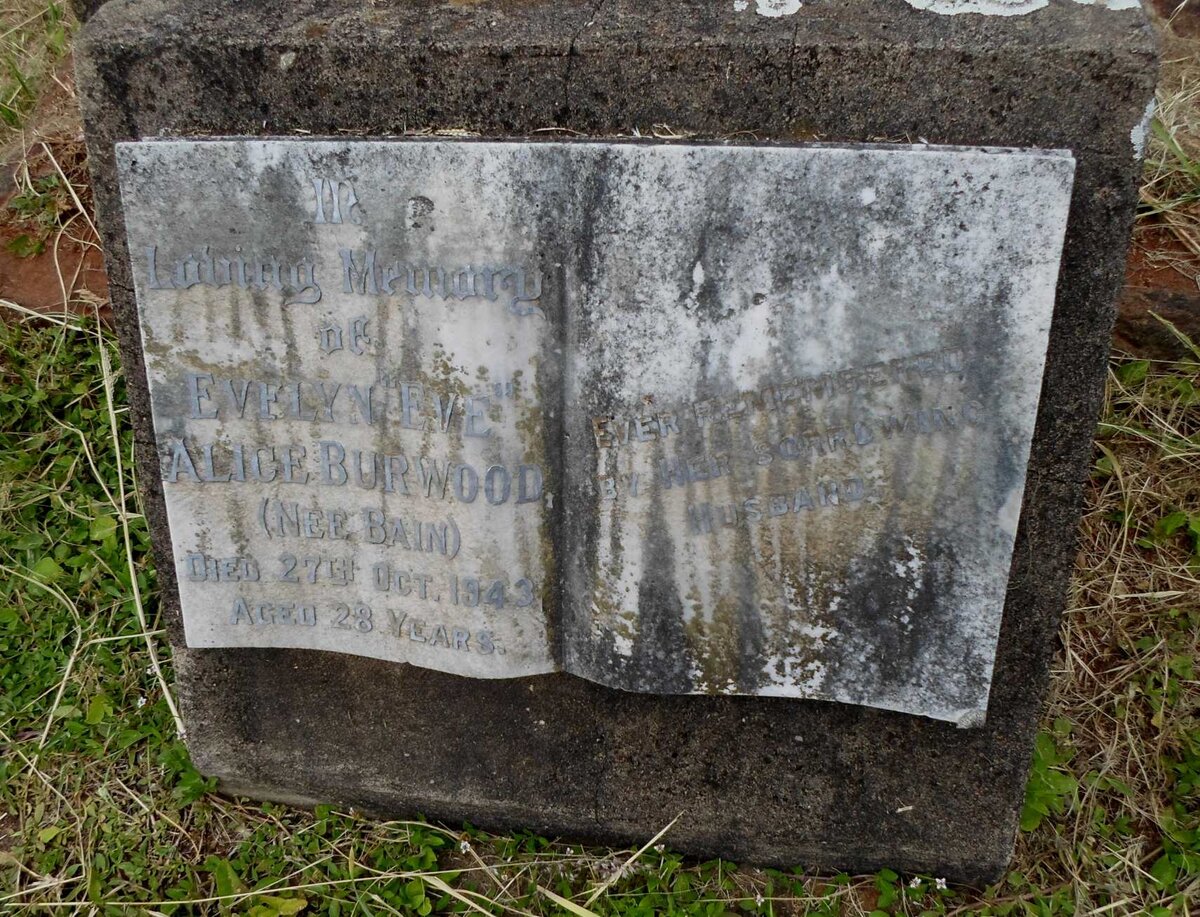 In
Loving Memory
of
EVELYN "EVE"
ALICE BURWOOD
(NEE BAIN)
DIED 27TH OCT. 1943
AGED 28 YEARS.
EVER REMEMBERED
BY HER SORROWING
HUSBAND.